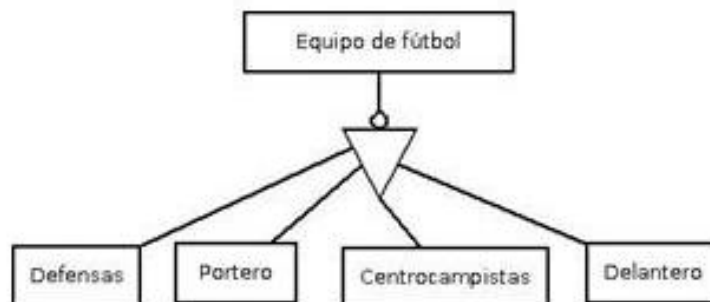 Equipo de fútbol
Defensas
Portero
Centrocampistas
Delantero